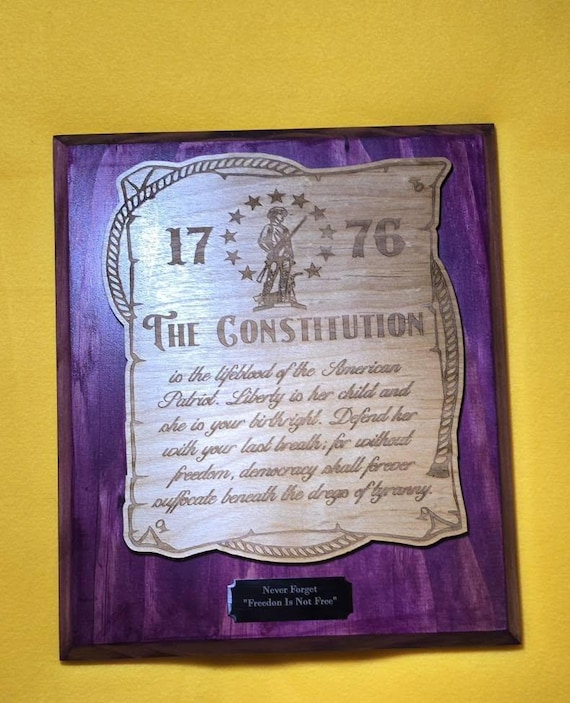 17 76
The Constitution
is the lifeblood of the American
Patriot. Liberty is her child and
she is your birthright. Defend her
with your last breath; for without
freedom, democracy shall forever
suffocate beneath the dregs of tyranny.
Never Forget
"Freedon Is Not Free"